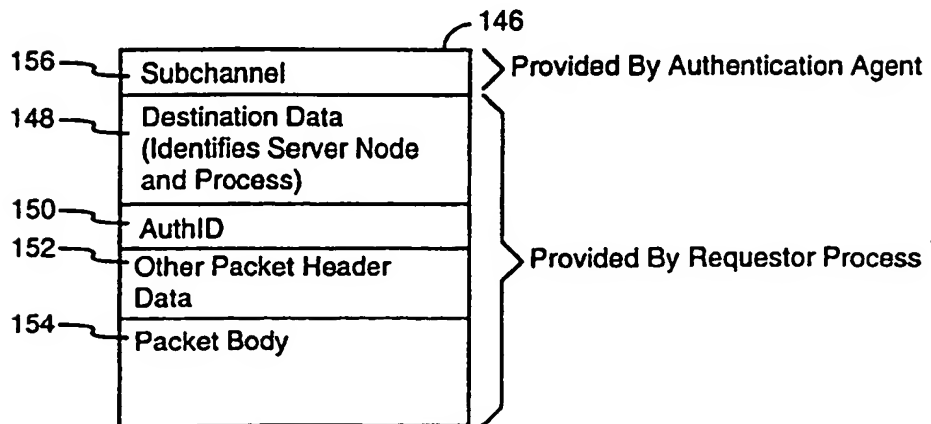 146
156
Subchannel
Provided By Authentication Agent
148
Destination Data
(Identifies Server Node
and Process)
150
AuthID
152
Other Packet Header
Data
Provided By Requestor Process
154
Packet Body